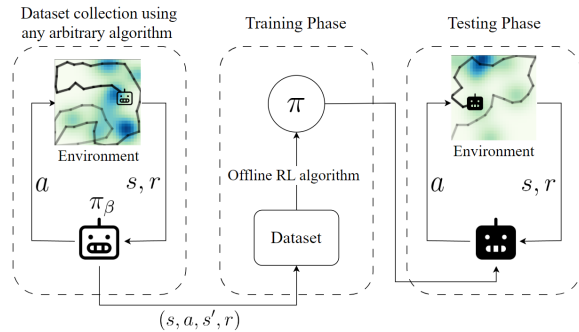 Dataset collection using
any arbitrary algorithm
Environment
a
s, r
π_β
(s, a, s′, r)
Training Phase
π
Offline RL algorithm
Dataset
Testing Phase
Environment
a
s, r